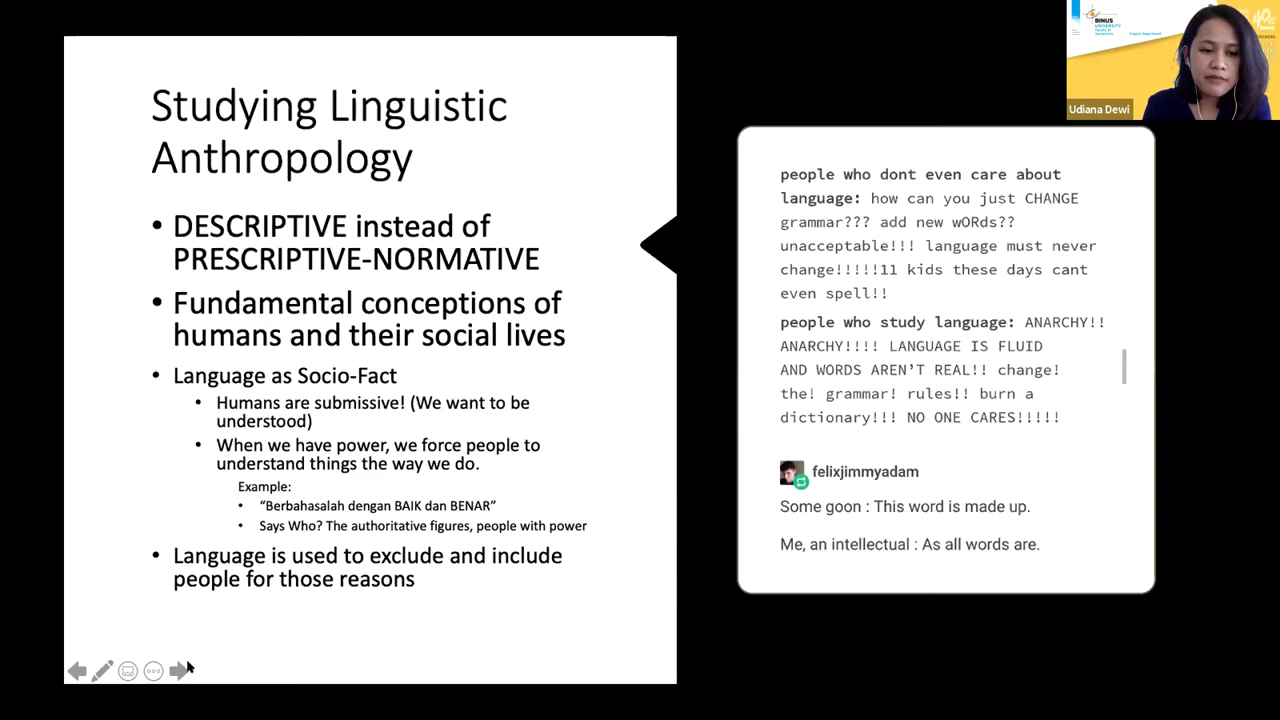 Studying Linguistic
Anthropology
• DESCRIPTIVE instead of
PRESCRIPTIVE-NORMATIVE
• Fundamental conceptions of
humans and their social lives
• Language as Socio-Fact
• Humans are submissive! (We want to be
understood)
• When we have power, we force people to
understand things the way we do.
Example:
• “Berbahasalah dengan BAIK dan BENAR”
• Says Who? The authoritative figures, people with power
• Language is used to exclude and include
people for those reasons
people who dont even care about
language: how can you just CHANGE
grammar??? add new wORds??
unacceptable!!! language must never
change!!!!!11 kids these days cant
even spell!!
people who study language: ANARCHY!!
ANARCHY!!!! LANGUAGE IS FLUID
AND WORDS AREN’T REAL!! change!
the! grammar! rules!! burn a
dictionary!!! NO ONE CARES!!!!!
felixjimmyadam
Some goon : This word is made up.
Me, an intellectual : As all words are.
BINUS
UNIVERSITY
Faculty of
Humanities
English Department
Udiana Dewi